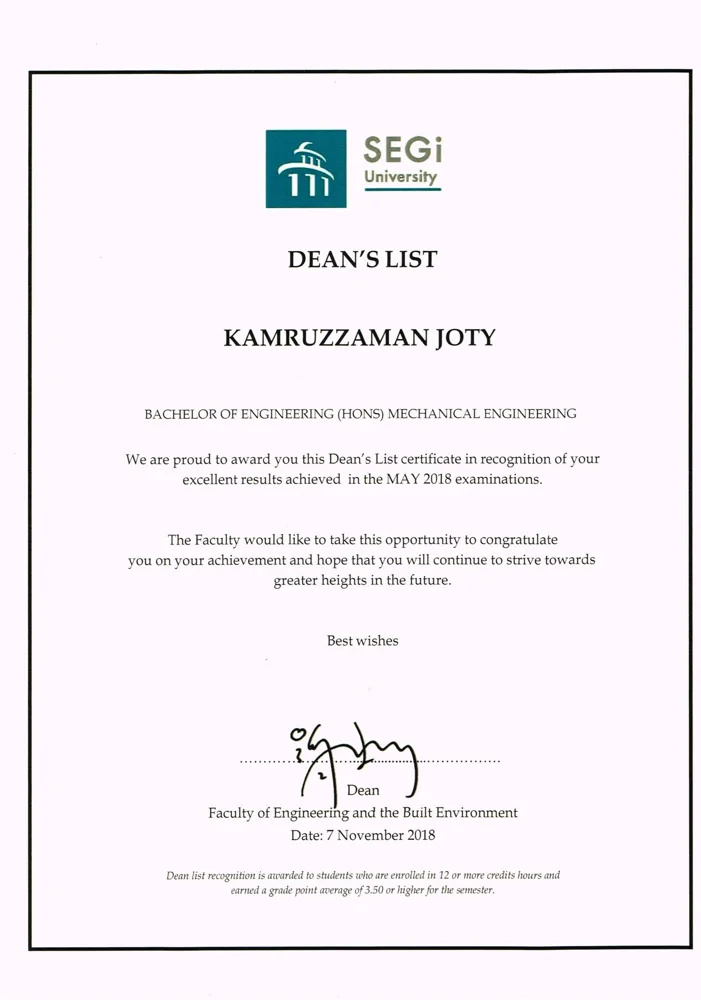 SEGi
University
DEAN'S LIST
KAMRUZZAMAN JOTY
BACHELOR OF ENGINEERING (HONS) MECHANICAL ENGINEERING
We are proud to award you this Dean's List certificate in recognition of your
excellent results achieved in the MAY 2018 examinations.
The Faculty would like to take this opportunity to congratulate
you on your achievement and hope that you will continue to strive towards
greater heights in the future.
Best wishes
Dean
Faculty of Engineering and the Built Environment
Date: 7 November 2018
Dean list recognition is awarded to students who are enrolled in 12 or more credits hours and
earned a grade point average of 3.50 or higher for the semester.